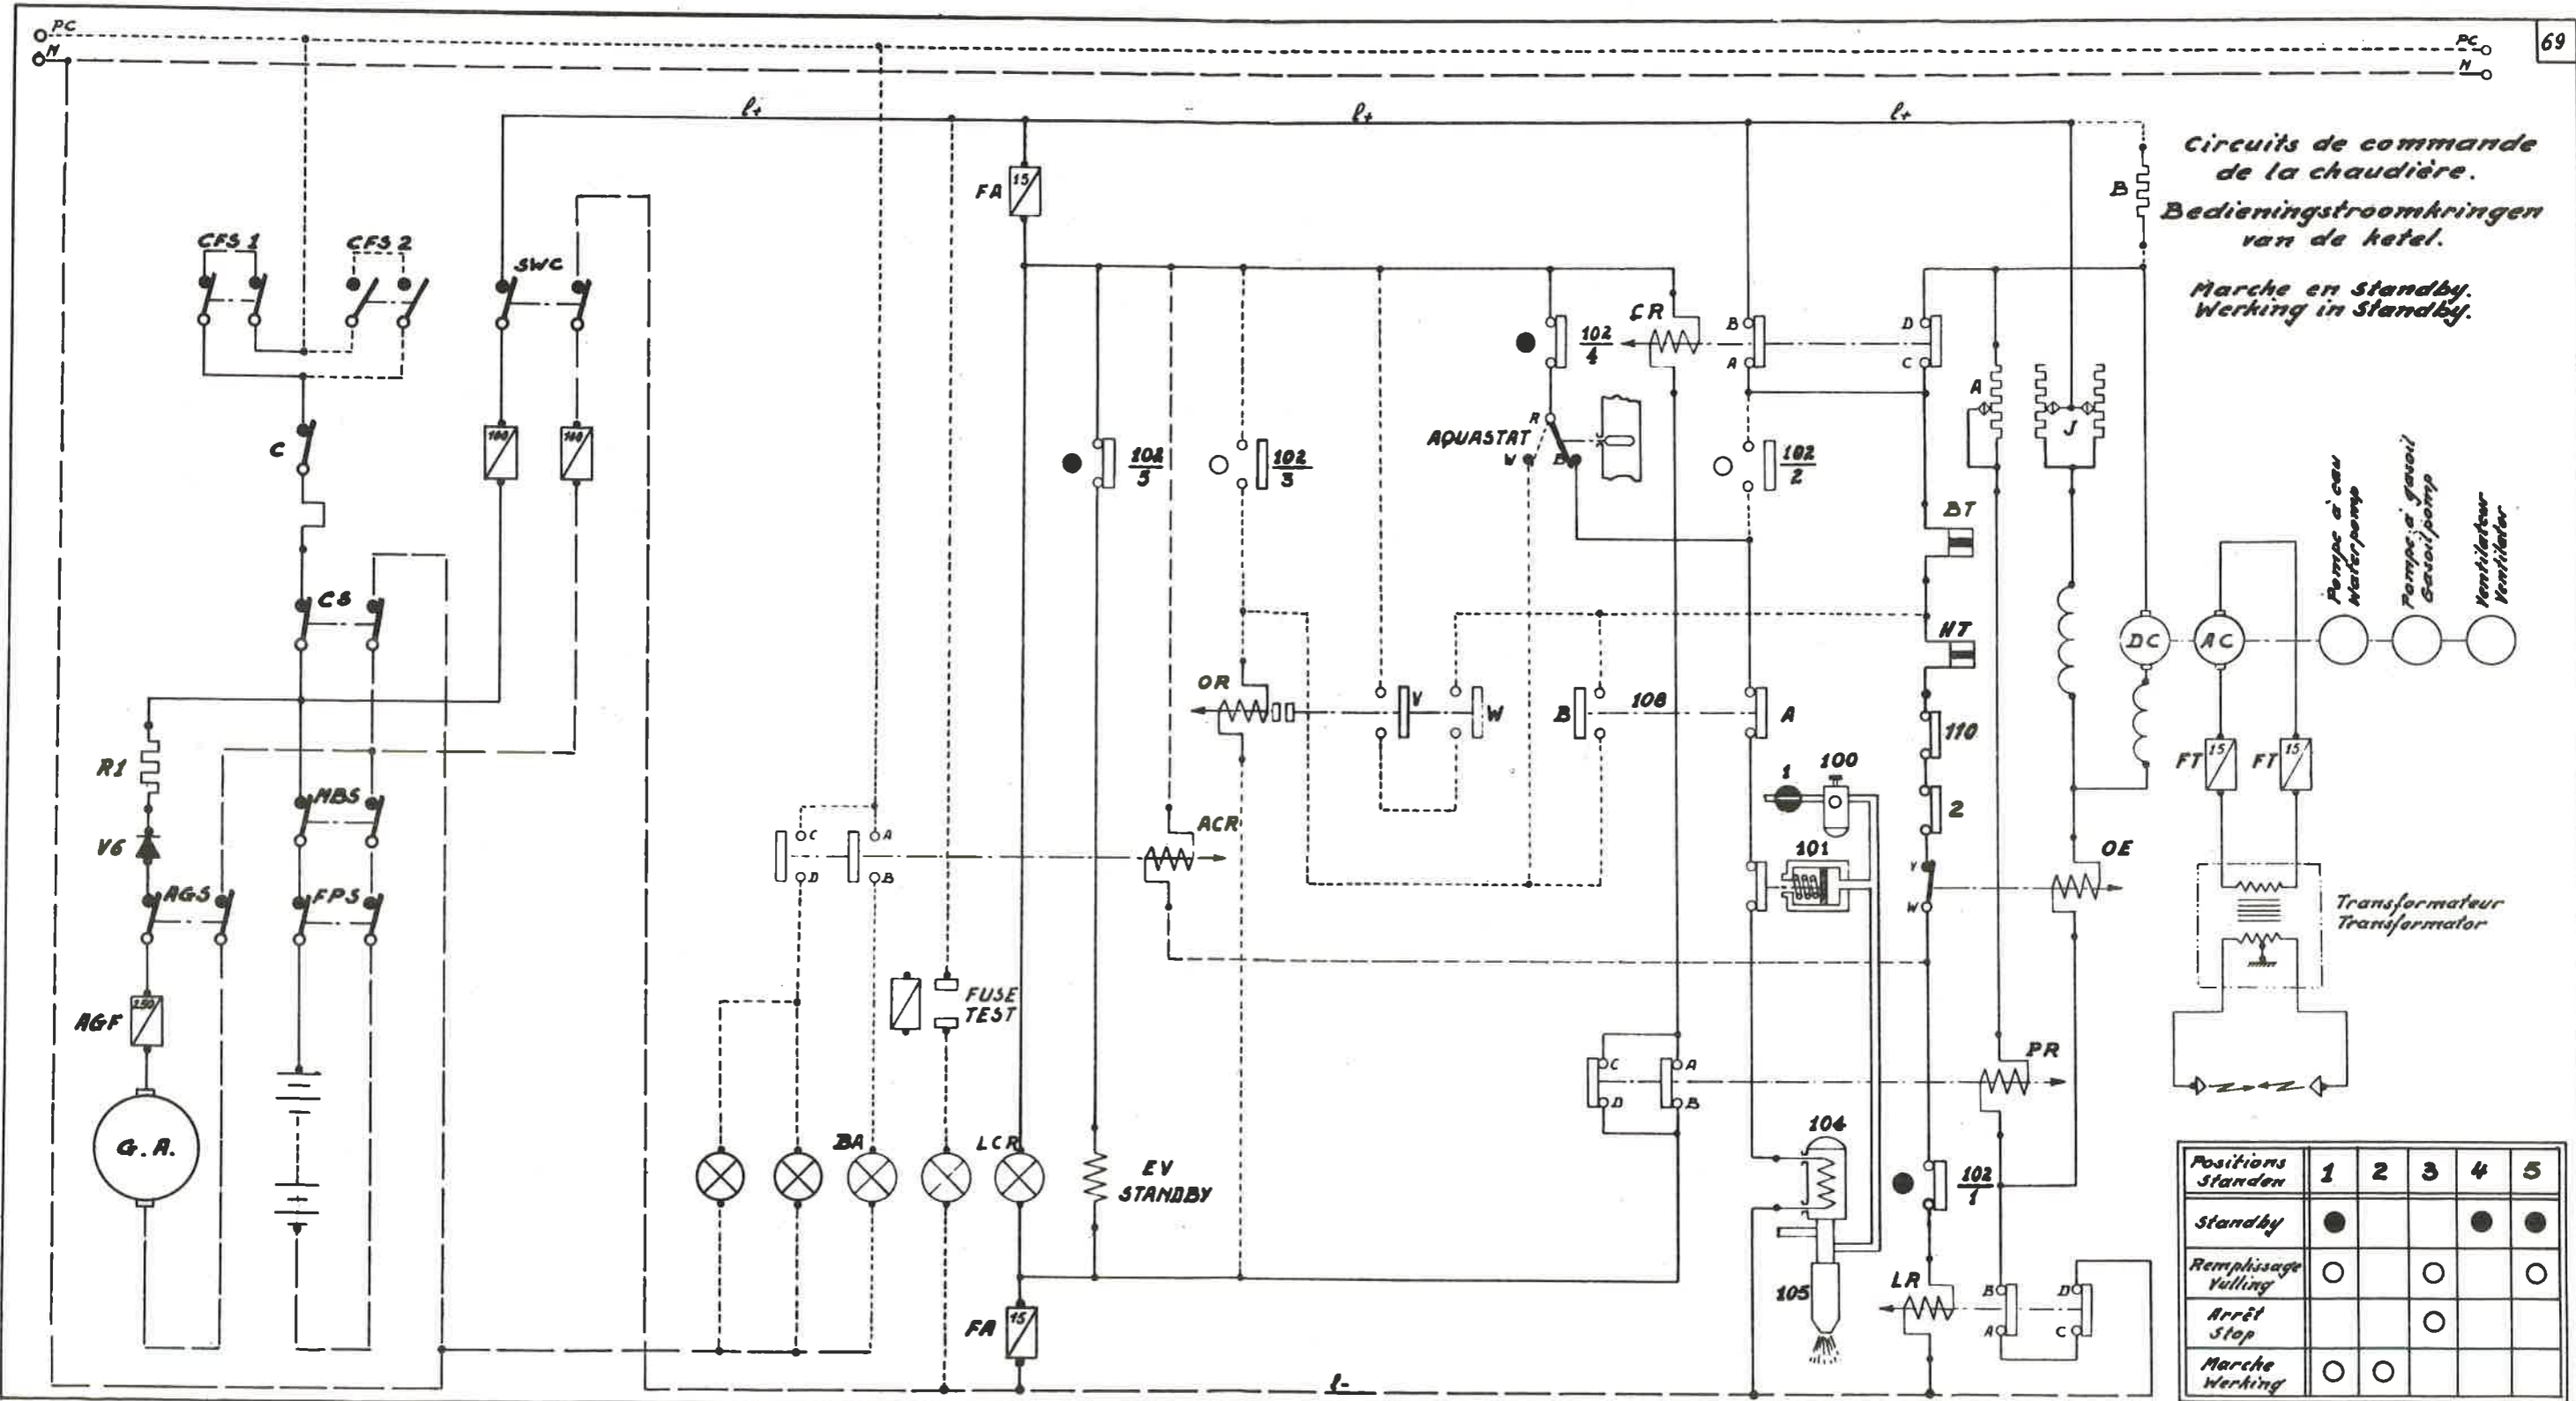 PC
N
PC
N
69
l+
l+
l+
Circuits de commande
de la chaudière.
Bedieningstroomkringen
van de ketel.
Marche en Standby.
Werking in Standby.
CFS 1
CFS 2
SWC
FA
15
B
CR
B
A
D
C
102
4
C
100
100
R
AQUASTAT
W
B
102
5
102
3
102
2
A
J
BT
Pompe à eau
Waterpomp
Pompe à gasoil
Gasoilpomp
Ventilateur
Ventilator
CS
HT
DC
AC
OR
V
W
B
108
A
110
R1
MBS
1
100
2
FT
15
FT
15
V6
C
A
ACR
101
V
W
OE
D
B
AGS
FPS
Transformateur
Transformator
AGF
250
FUSE
TEST
C
A
D
B
PR
G.A.
BA
LCR
EV
STANDBY
104
102
1
105
LR
B
A
D
C
FA
15
l-
Positions
Standen
1
2
3
4
5
Standby
Remplissage
Vulling
Arrêt
Stop
Marche
Werking